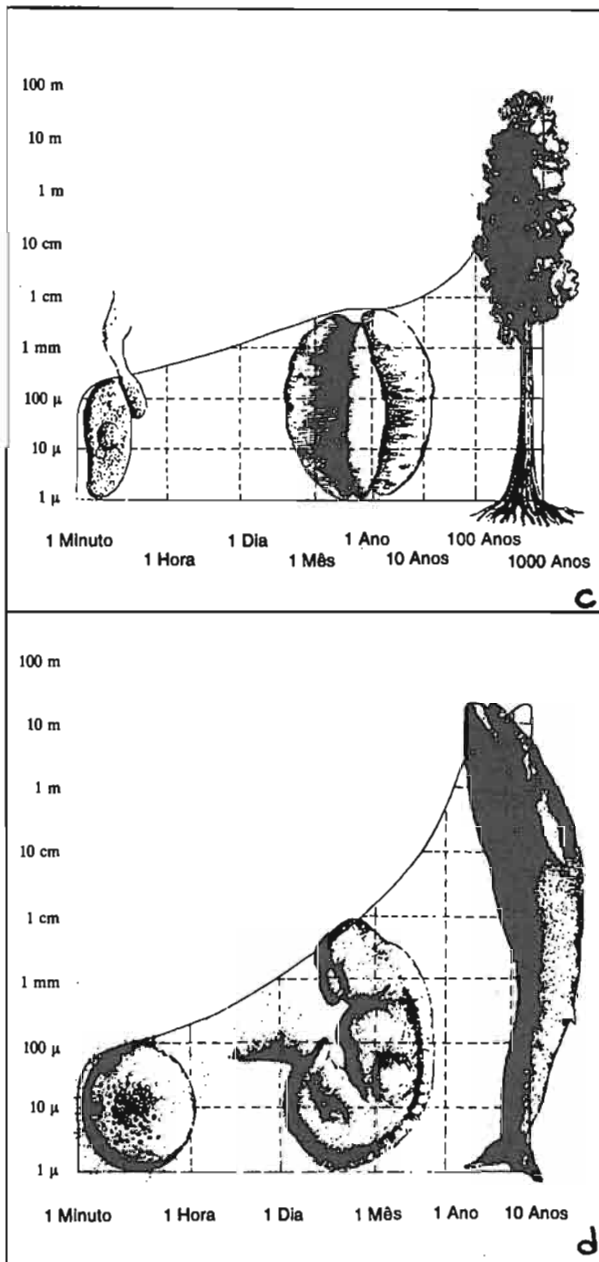 100 m
10 m
1 m
10 cm
1 cm
1 mm
100 µ
10 µ
1 µ
1 Minuto 1 Dia 1 Ano 100 Anos
1 Hora 1 Mês 10 Anos 1000 Anos
c
100 m
10 m
1 m
10 cm
1 cm
1 mm
100 µ
10 µ
1 µ
1 Minuto 1 Hora 1 Dia 1 Mês 1 Ano 10 Anos
d